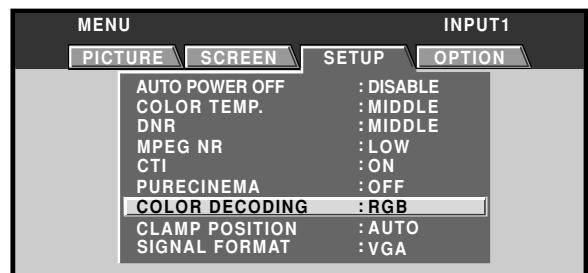 MENU INPUT1
PICTURE SCREEN SETUP OPTION
AUTO POWER OFF : DISABLE
COLOR TEMP. : MIDDLE
DNR : MIDDLE
MPEG NR : LOW
CTI : ON
PURECINEMA : OFF
COLOR DECODING : RGB
CLAMP POSITION : AUTO
SIGNAL FORMAT : VGA